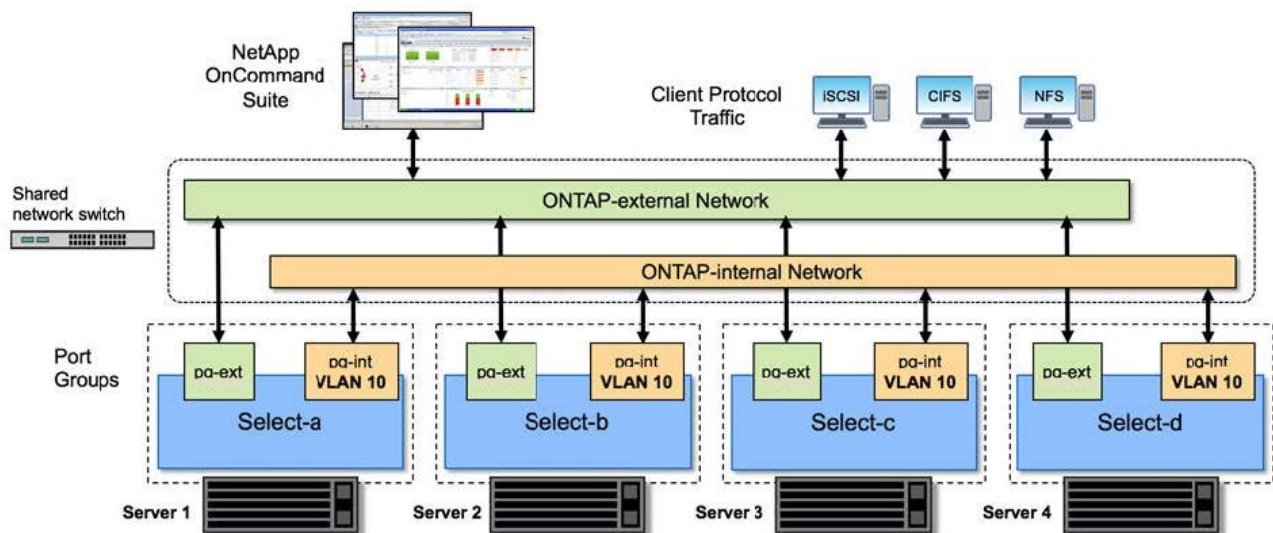 NetApp
OnCommand
Suite
Client Protocol
Traffic
iSCSI
CIFS
NFS
Shared
network switch
ONTAP-external Network
ONTAP-internal Network
Port
Groups
pg-ext
pg-int
VLAN 10
Select-a
pg-ext
pg-int
VLAN 10
Select-b
pg-ext
pg-int
VLAN 10
Select-c
pg-ext
pg-int
VLAN 10
Select-d
Server 1
Server 2
Server 3
Server 4